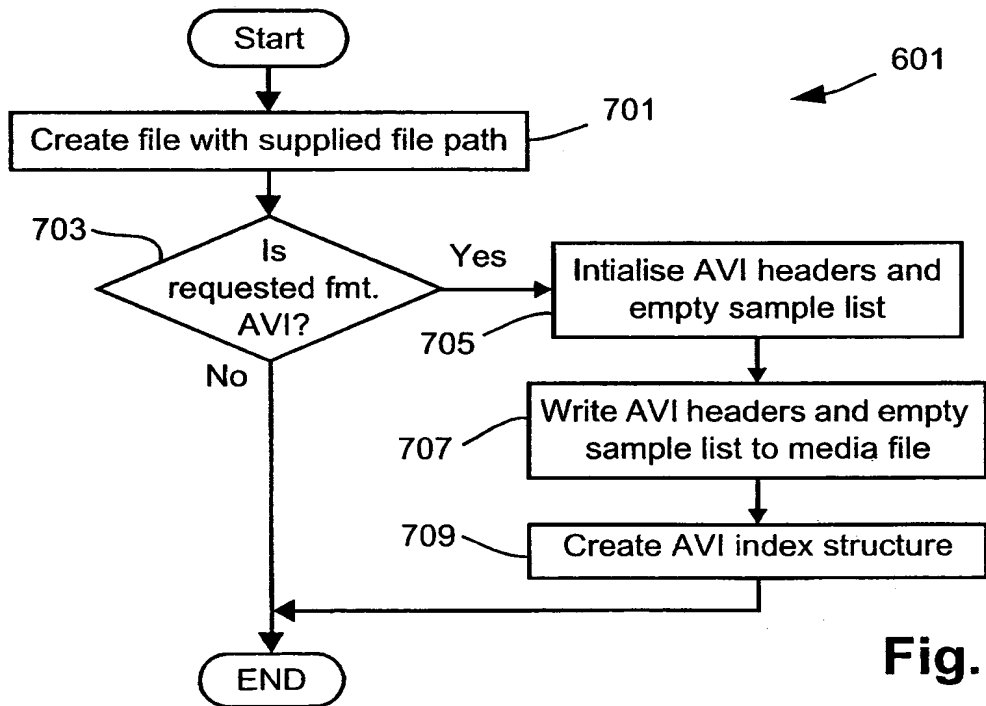 Start
601
701
Create file with supplied file path
703
Is
requested fmt.
AVI?
Yes
No
Intialise AVI headers and
empty sample list
705
Write AVI headers and empty
sample list to media file
707
709
Create AVI index structure
END
Fig.